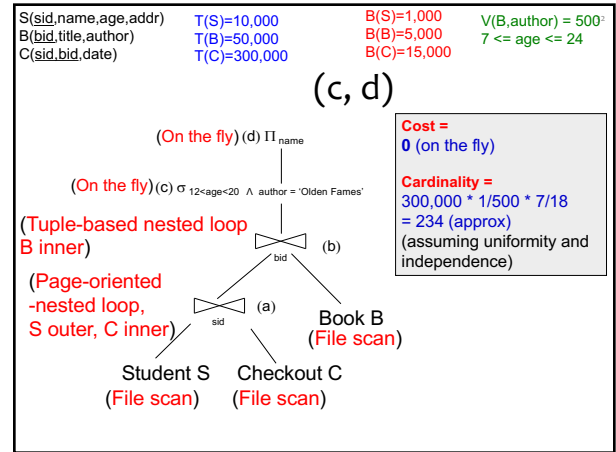 S(sid,name,age,addr)
B(bid,title,author)
C(sid,bid,date)
T(S)=10,000
T(B)=50,000
T(C)=300,000
B(S)=1,000
B(B)=5,000
B(C)=15,000
V(B,author) = 500
7 <= age <= 24
(c, d)
(On the fly) (d) Π name
(On the fly) (c) σ 12<age<20 Λ author = ‘Olden Fames’
(Tuple-based nested loop
B inner)
(b)
bid
(Page-oriented
-nested loop,
S outer, C inner)
(a)
sid
Book B
(File scan)
Student S
(File scan)
Checkout C
(File scan)
Cost =
0 (on the fly)
Cardinality =
300,000 * 1/500 * 7/18
= 234 (approx)
(assuming uniformity and
independence)